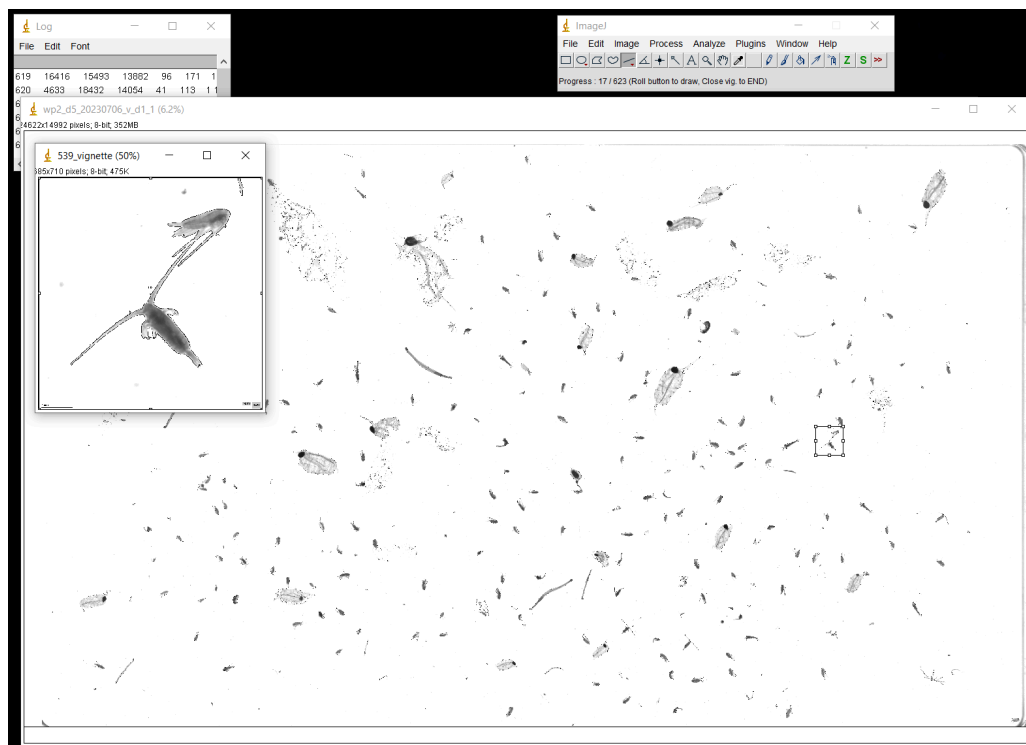 Log
File Edit Font
619 16416 15493 13882 96 171 1
620 4633 18432 14054 41 113 1 1
ImageJ
File Edit Image Process Analyze Plugins Window Help
Progress : 17 / 623 (Roll button to draw, Close vig. to END)
wp2_d5_20230706_v_d1_1 (6.2%)
24622x14992 pixels; 8-bit; 352MB
539_vignette (50%)
685x710 pixels; 8-bit; 475K